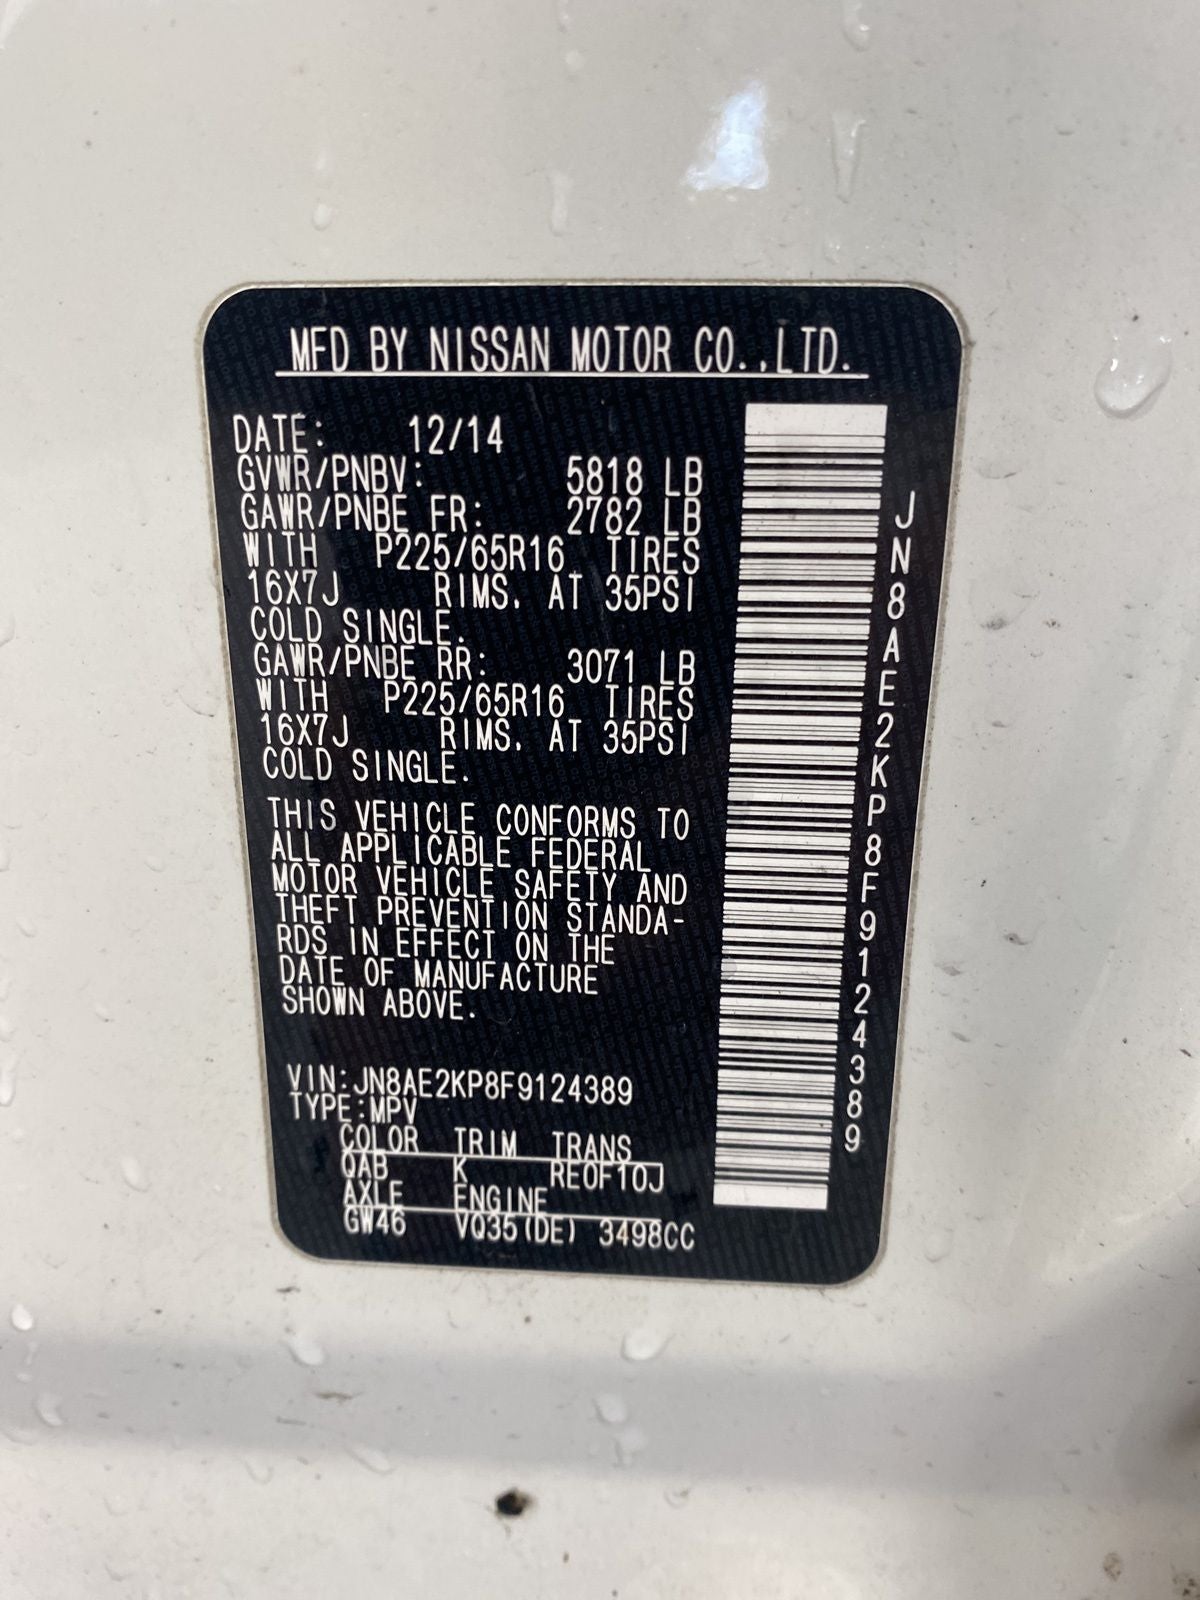 MFD BY NISSAN MOTOR CO.,LTD.
DATE: 12/14
GVWR/PNBV: 5818 LB
GAWR/PNBE FR: 2782 LB
WITH P225/65R16 TIRES
16X7J RIMS. AT 35PSI
COLD SINGLE.
GAWR/PNBE RR: 3071 LB
WITH P225/65R16 TIRES
16X7J RIMS. AT 35PSI
COLD SINGLE.
THIS VEHICLE CONFORMS TO
ALL APPLICABLE FEDERAL
MOTOR VEHICLE SAFETY AND
THEFT PREVENTION STANDA-
RDS IN EFFECT ON THE
DATE OF MANUFACTURE
SHOWN ABOVE.
VIN:JN8AE2KP8F9124389
TYPE:MPV
COLOR TRIM TRANS
QAB K RE0F10J
AXLE ENGINE
GW46 VQ35(DE) 3498CC
JN8AE2KP8F9124389